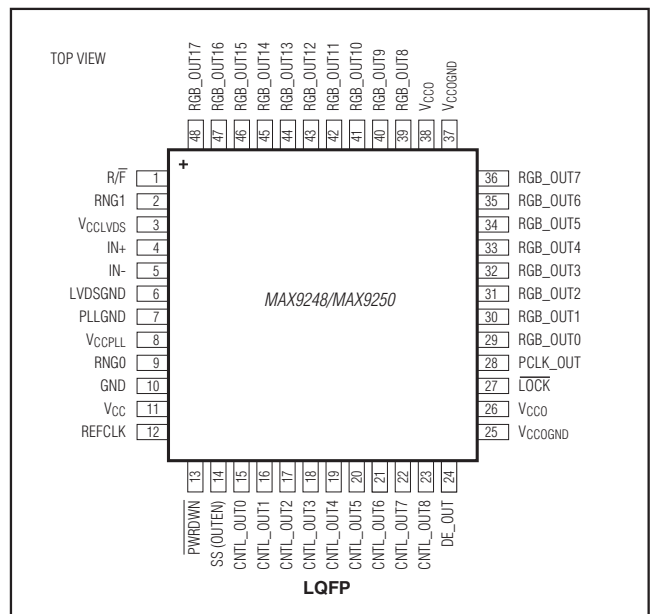 TOP VIEW
RGB_OUT17
RGB_OUT16
RGB_OUT15
RGB_OUT14
RGB_OUT13
RGB_OUT12
RGB_OUT11
RGB_OUT10
RGB_OUT9
RGB_OUT8
VCCO
VCCOGND
48 47 46 45 44 43 42 41 40 39 38 37
+
R/F̅ 1
RNG1 2
VCCLVDS 3
IN+ 4
IN- 5
LVDSGND 6
PLLGND 7
VCCPLL 8
RNG0 9
GND 10
VCC 11
REFCLK 12
MAX9248/MAX9250
36 RGB_OUT7
35 RGB_OUT6
34 RGB_OUT5
33 RGB_OUT4
32 RGB_OUT3
31 RGB_OUT2
30 RGB_OUT1
29 RGB_OUT0
28 PCLK_OUT
27 L̅O̅C̅K̅
26 VCCO
25 VCCOGND
13 14 15 16 17 18 19 20 21 22 23 24
P̅W̅R̅D̅W̅N̅
SS (OUTEN)
CNTL_OUT0
CNTL_OUT1
CNTL_OUT2
CNTL_OUT3
CNTL_OUT4
CNTL_OUT5
CNTL_OUT6
CNTL_OUT7
CNTL_OUT8
DE_OUT
LQFP